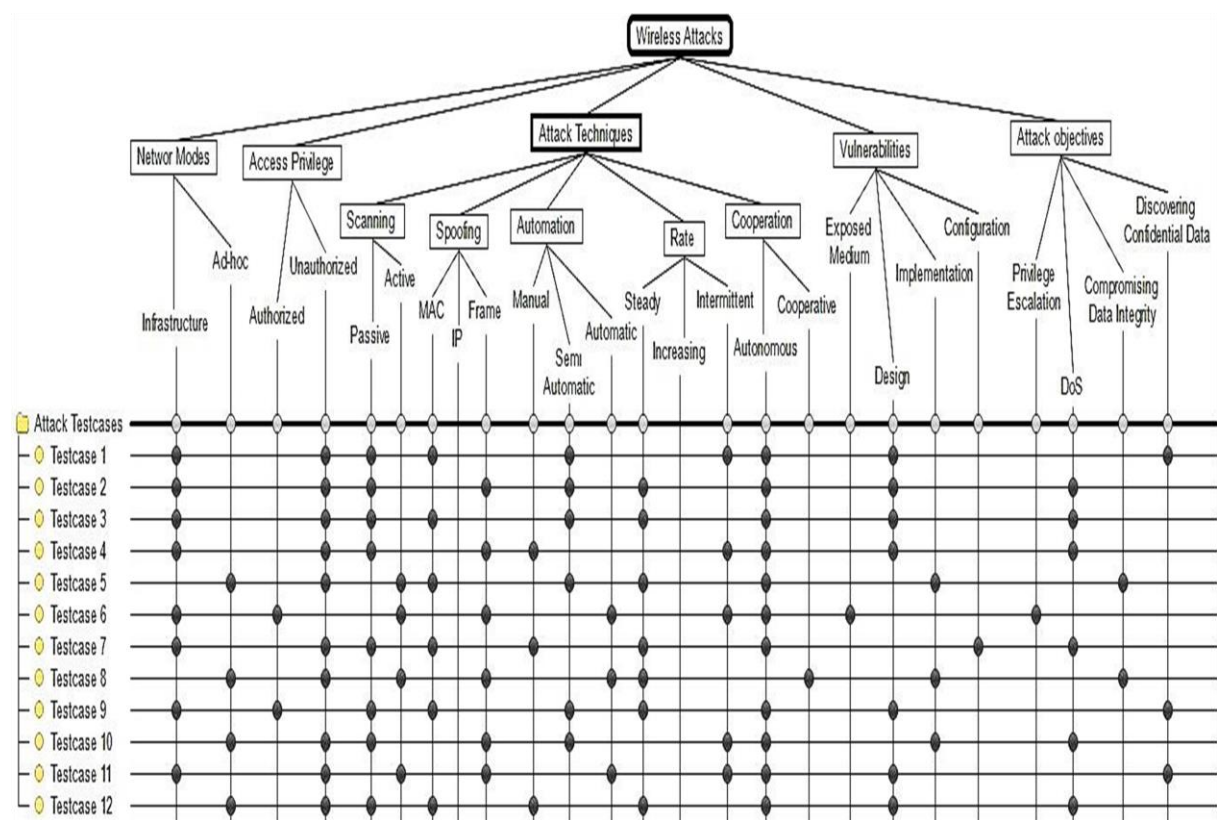 Wireless Attacks
Networ Modes
Access Privilege
Attack Techniques
Vulnerabilities
Attack objectives
Scanning
Spoofing
Automation
Rate
Cooperation
Infrastructure
Ad-hoc
Authorized
Unauthorized
Passive
Active
MAC
IP
Frame
Manual
Semi
Automatic
Automatic
Steady
Increasing
Intermittent
Autonomous
Cooperative
Exposed
Medium
Design
Implementation
Configuration
Privilege
Escalation
DoS
Compromising
Data Integrity
Discovering
Confidential Data
Attack Testcases
Testcase 1
Testcase 2
Testcase 3
Testcase 4
Testcase 5
Testcase 6
Testcase 7
Testcase 8
Testcase 9
Testcase 10
Testcase 11
Testcase 12